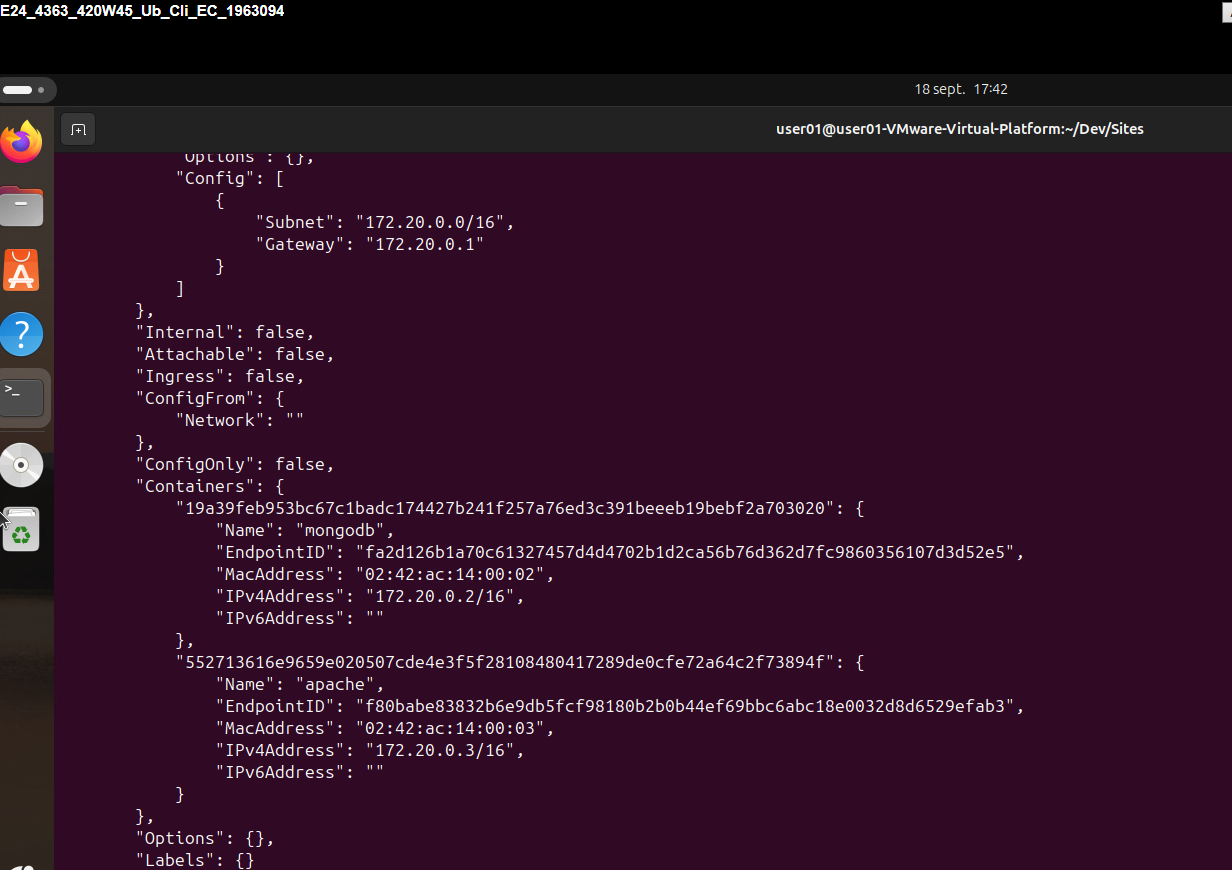 E24_4363_420W45_Ub_Cli_EC_1963094
18 sept. 17:42
user01@user01-VMware-Virtual-Platform:~/Dev/Sites
"Options": {},
"Config": [
{
"Subnet": "172.20.0.0/16",
"Gateway": "172.20.0.1"
}
]
},
"Internal": false,
"Attachable": false,
"Ingress": false,
"ConfigFrom": {
"Network": ""
},
"ConfigOnly": false,
"Containers": {
"19a39feb953bc67c1badc174427b241f257a76ed3c391beeeb19bebf2a703020": {
"Name": "mongodb",
"EndpointID": "fa2d126b1a70c61327457d4d4702b1d2ca56b76d362d7fc9860356107d3d52e5",
"MacAddress": "02:42:ac:14:00:02",
"IPv4Address": "172.20.0.2/16",
"IPv6Address": ""
},
"552713616e9659e020507cde4e3f5f28108480417289de0cfe72a64c2f73894f": {
"Name": "apache",
"EndpointID": "f80babe83832b6e9db5fcf98180b2b0b44ef69bbc6abc18e0032d8d6529efab3",
"MacAddress": "02:42:ac:14:00:03",
"IPv4Address": "172.20.0.3/16",
"IPv6Address": ""
}
},
"Options": {},
"Labels": {}